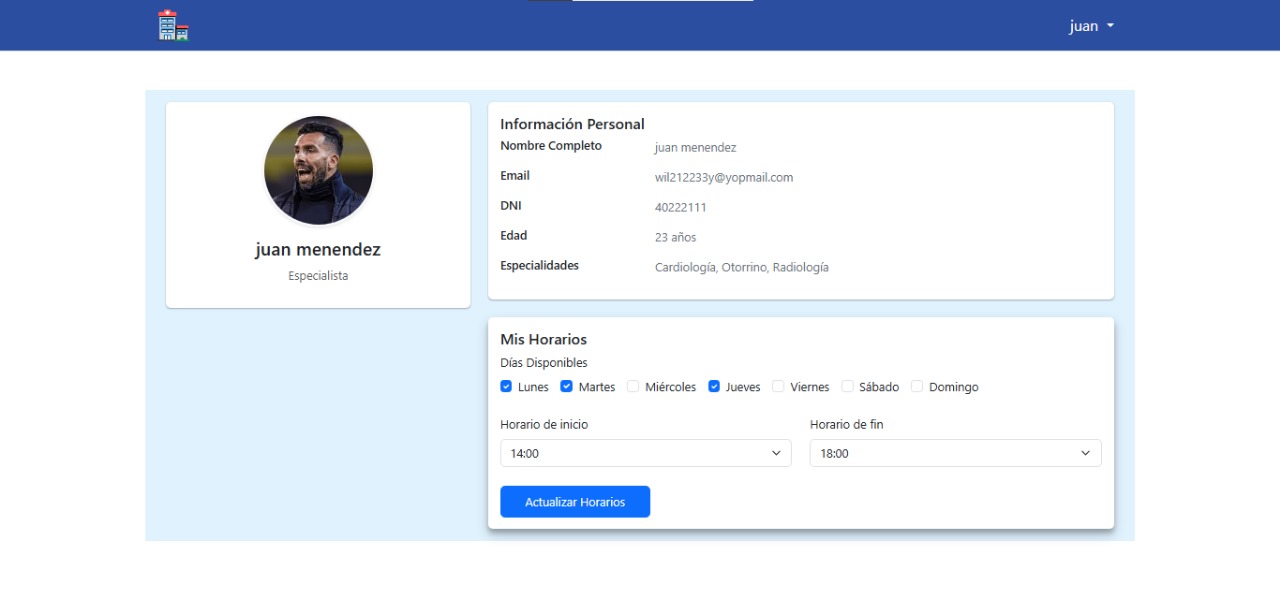 juan
juan menendez
Especialista
Información Personal
Nombre Completo juan menendez
Email wil212233y@yopmail.com
DNI 40222111
Edad 23 años
Especialidades Cardiología, Otorrino, Radiología
Mis Horarios
Días Disponibles
Lunes Martes Miércoles Jueves Viernes Sábado Domingo
Horario de inicio Horario de fin
14:00 18:00
Actualizar Horarios